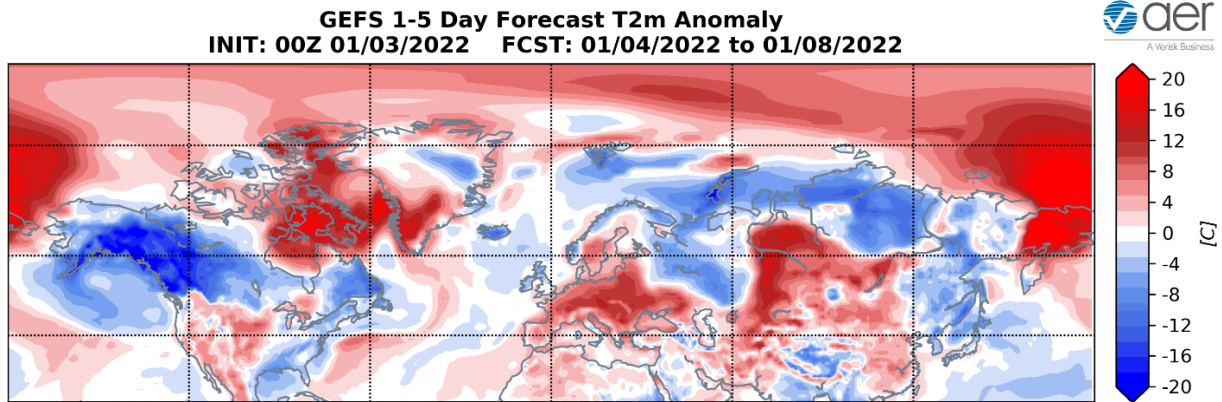 GEFS 1-5 Day Forecast T2m Anomaly
INIT: 00Z 01/03/2022 FCST: 01/04/2022 to 01/08/2022
aer
A Verisk Business
20
16
12
8
4
0
-4
-8
-12
-16
-20
[C]